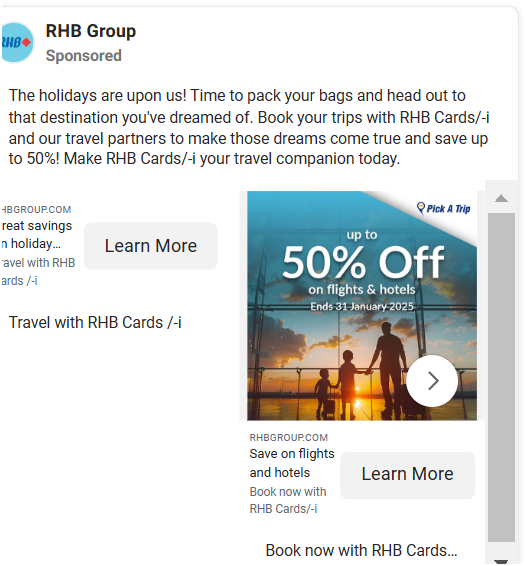 RHB
RHB Group
Sponsored
The holidays are upon us! Time to pack your bags and head out to
that destination you've dreamed of. Book your trips with RHB Cards/-i
and our travel partners to make those dreams come true and save up
to 50%! Make RHB Cards/-i your travel companion today.
HBGROUP.COM
reat savings
n holiday...
ravel with RHB
ards /-i
Learn More
Travel with RHB Cards /-i
Pick A Trip
up to
50% Off
on flights & hotels
Ends 31 January 2025
RHBGROUP.COM
Save on flights
and hotels
Book now with
RHB Cards/-i
Learn More
Book now with RHB Cards...